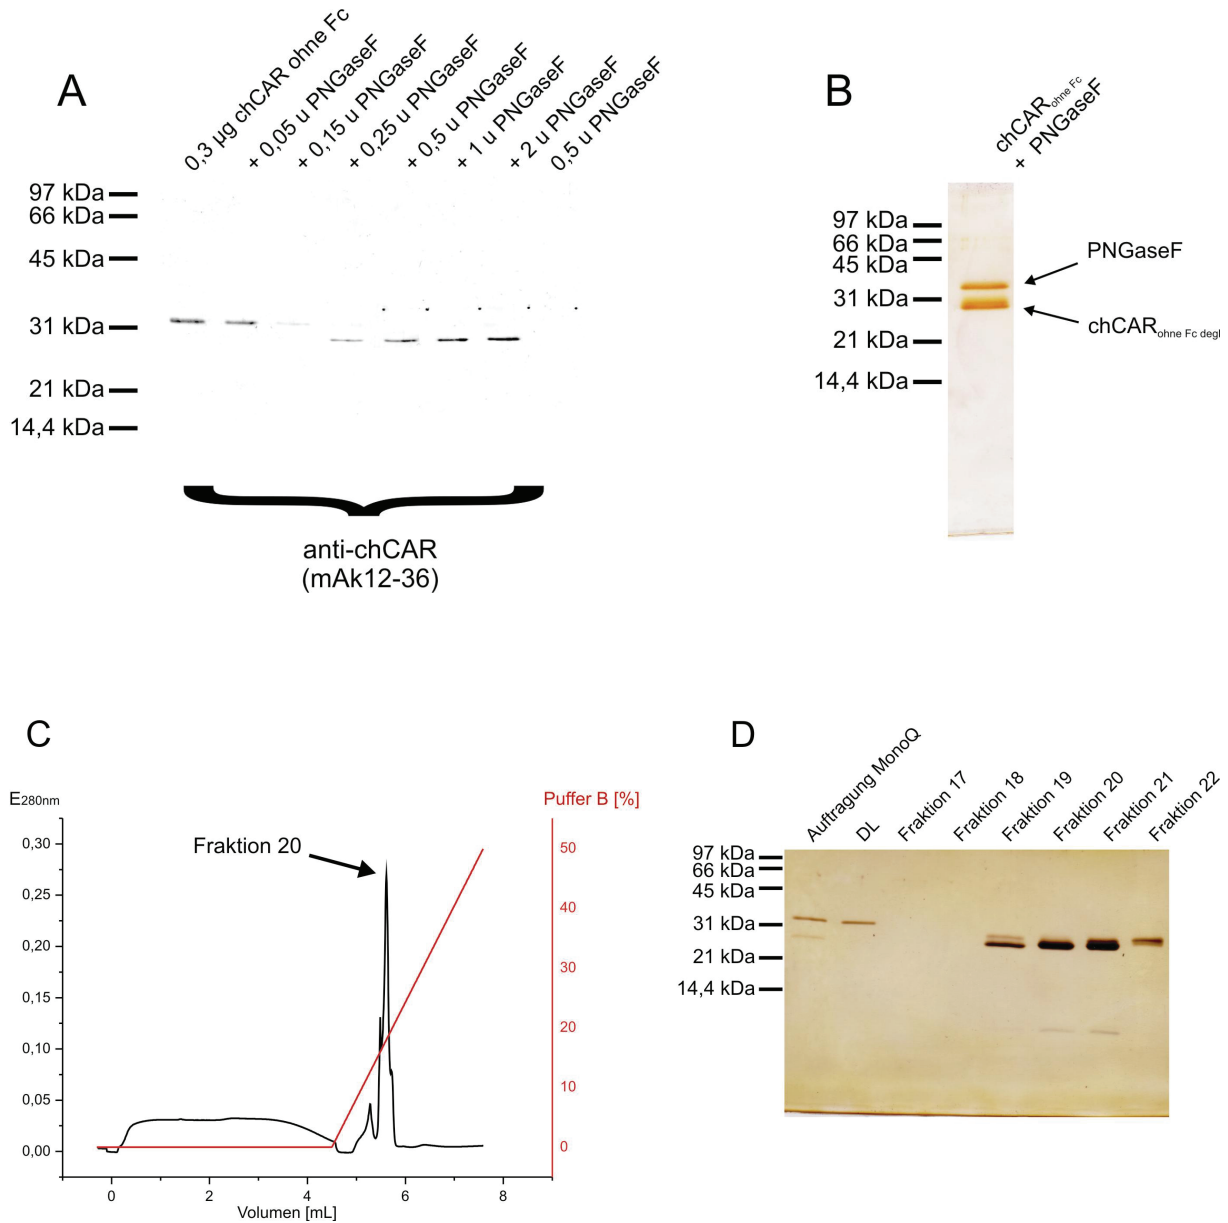 A
0,3 µg chCAR ohne Fc
+ 0,05 u PNGaseF
+ 0,15 u PNGaseF
+ 0,25 u PNGaseF
+ 0,5 u PNGaseF
+ 1 u PNGaseF
+ 2 u PNGaseF
0,5 u PNGaseF
97 kDa
66 kDa
45 kDa
31 kDa
21 kDa
14,4 kDa
anti-chCAR
(mAk12-36)
B
chCAR ohne Fc
+ PNGaseF
97 kDa
66 kDa
45 kDa
31 kDa
21 kDa
14,4 kDa
PNGaseF
chCAR ohne Fc degl
C
E280nm
Puffer B [%]
0,30
0,25
0,20
0,15
0,10
0,05
0,00
Fraktion 20
50
40
30
20
10
0
0 2 4 6 8
Volumen [mL]
D
Auftragung MonoQ
DL
Fraktion 17
Fraktion 18
Fraktion 19
Fraktion 20
Fraktion 21
Fraktion 22
97 kDa
66 kDa
45 kDa
31 kDa
21 kDa
14,4 kDa